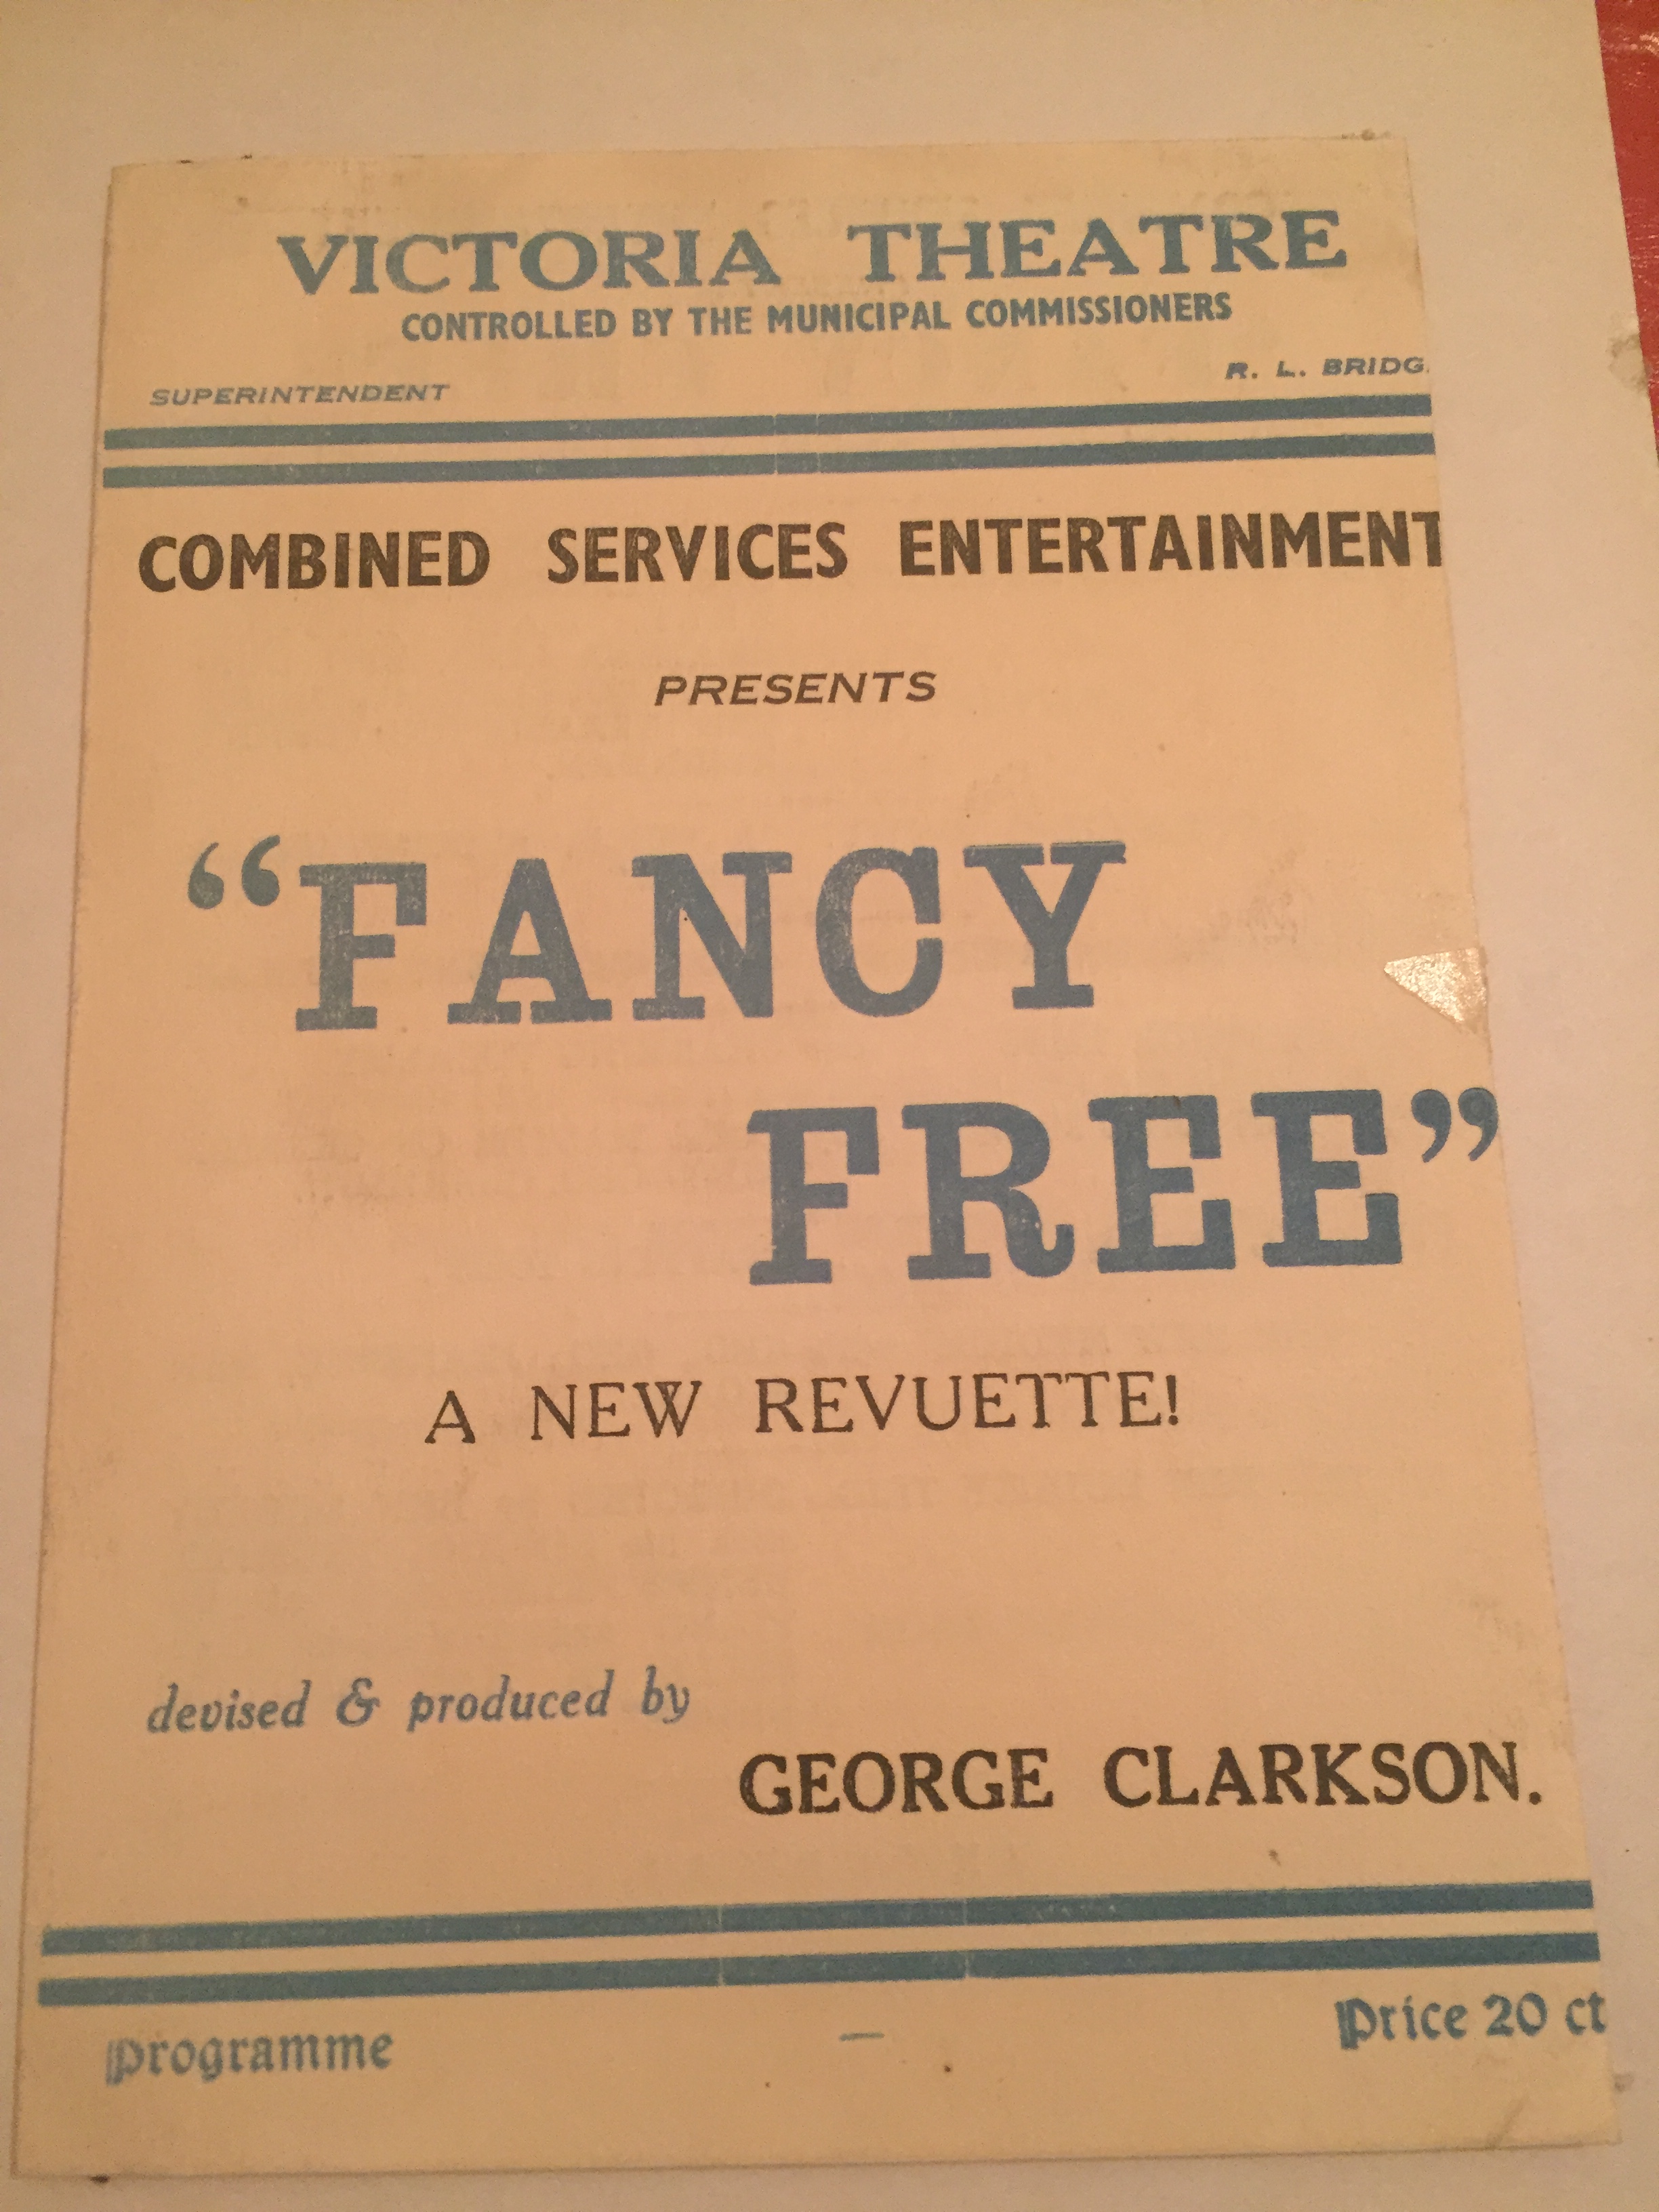 VICTORIA THEATRE
CONTROLLED BY THE MUNICIPAL COMMISSIONERS
SUPERINTENDENT R. L. BRIDG
COMBINED SERVICES ENTERTAINMENT
PRESENTS
“FANCY
FREE”
A NEW REVUETTE!
devised & produced by
GEORGE CLARKSON.
Programme — Price 20 ct